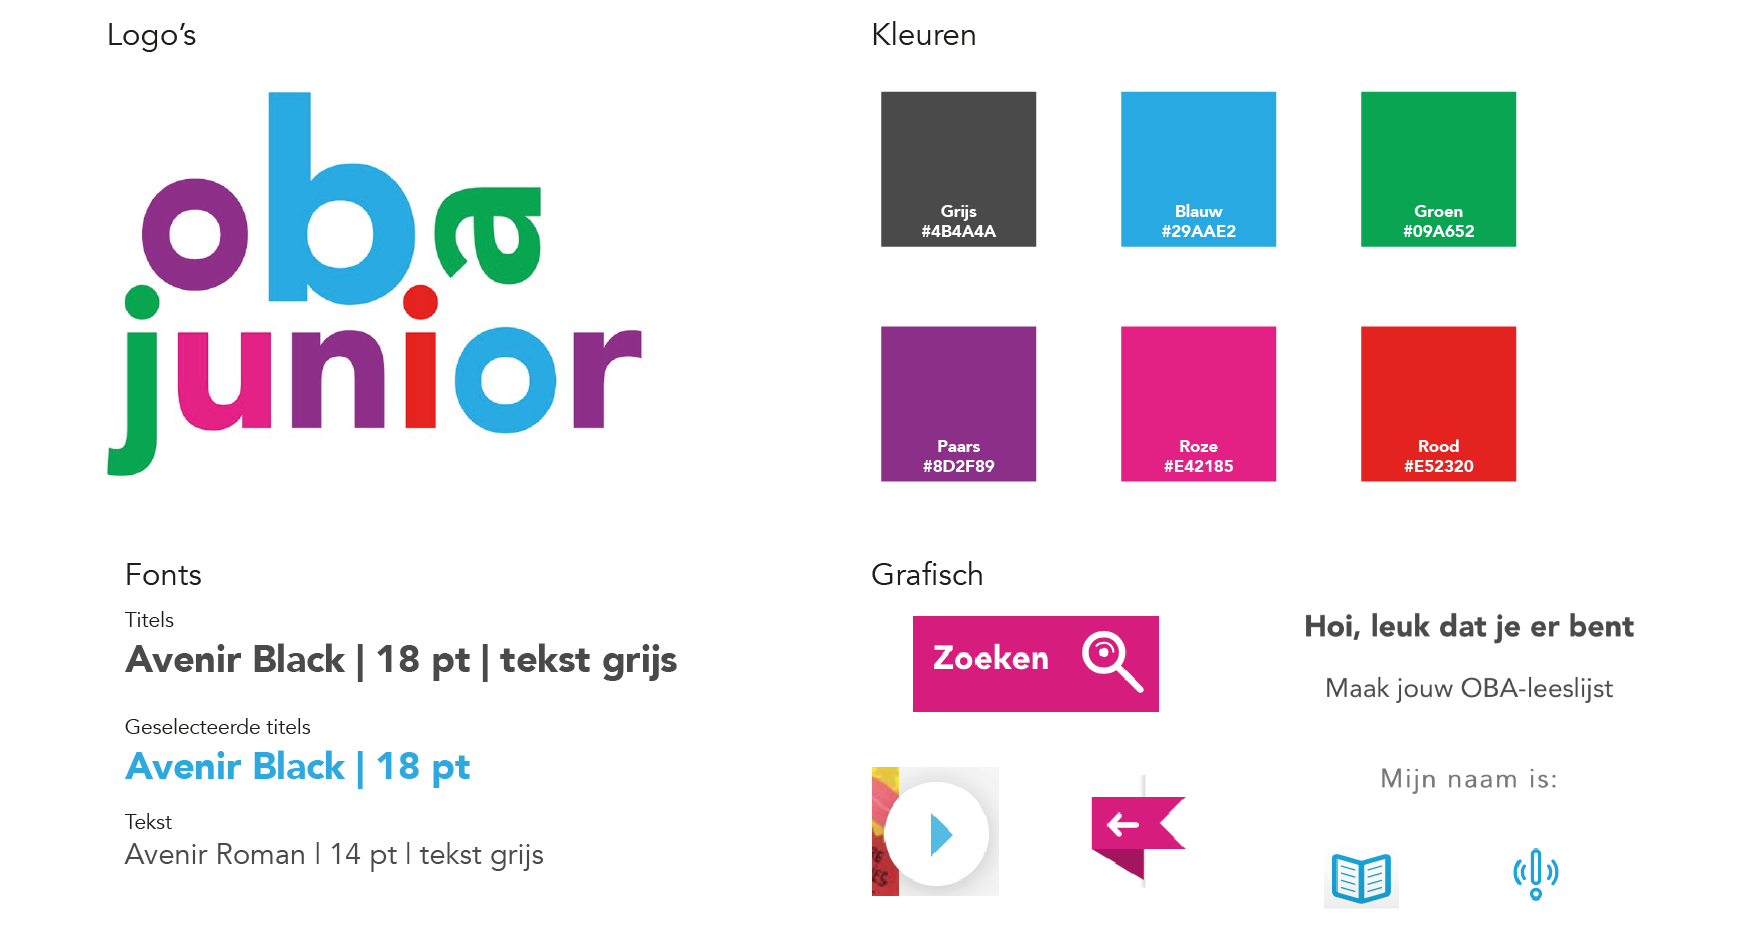 Logo's
oba
junior
Kleuren
Grijs
#4B4A4A
Blauw
#29AAE2
Groen
#09A652
Paars
#8D2F89
Roze
#E42185
Rood
#E52320
Fonts
Titels
Avenir Black | 18 pt | tekst grijs
Geselecteerde titels
Avenir Black | 18 pt
Tekst
Avenir Roman | 14 pt | tekst grijs
Grafisch
Zoeken
Hoi, leuk dat je er bent
Maak jouw OBA-leeslijst
Mijn naam is: